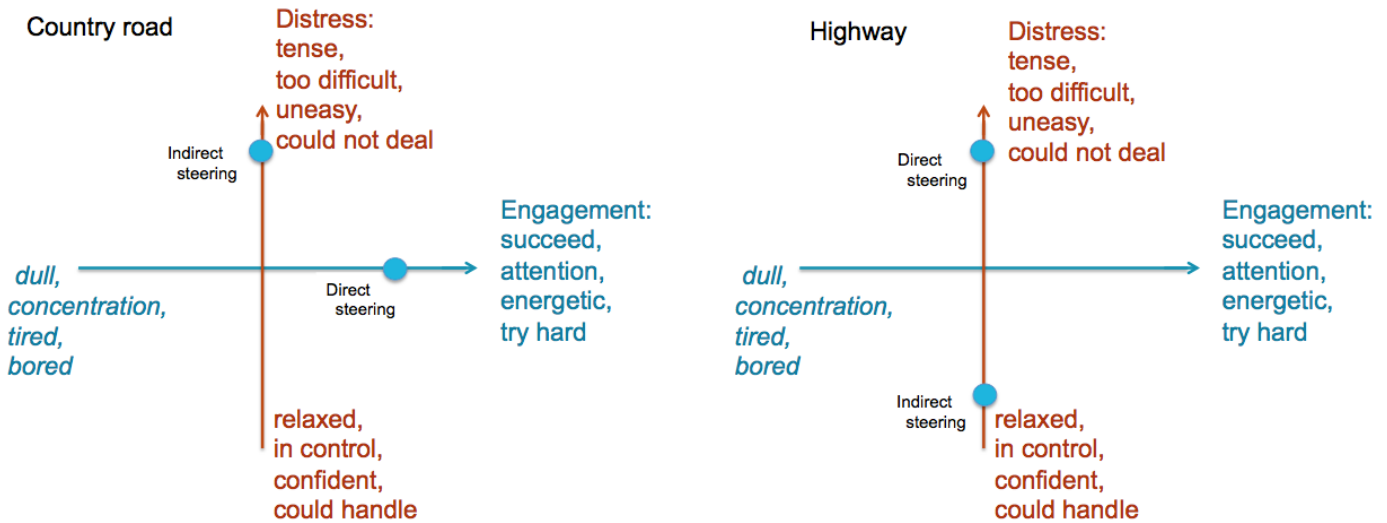 Country road
Distress:
tense,
too difficult,
uneasy,
could not deal
Indirect
steering
Engagement:
succeed,
attention,
energetic,
try hard
Direct
steering
dull,
concentration,
tired,
bored
relaxed,
in control,
confident,
could handle
Highway
Distress:
tense,
too difficult,
uneasy,
could not deal
Direct
steering
Engagement:
succeed,
attention,
energetic,
try hard
dull,
concentration,
tired,
bored
Indirect
steering
relaxed,
in control,
confident,
could handle